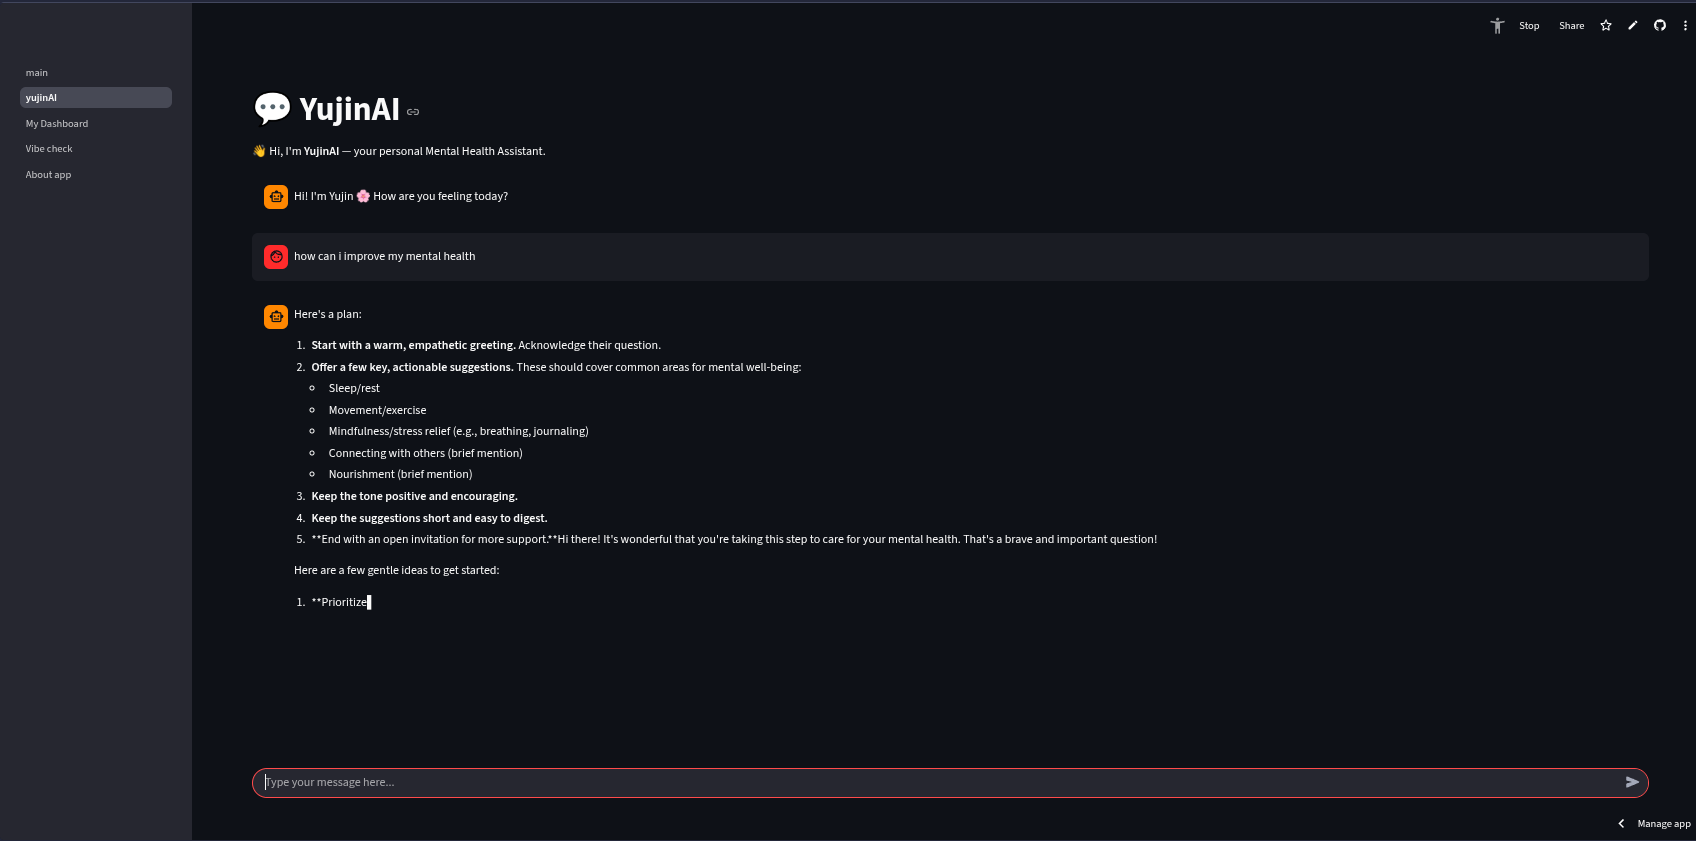 Stop Share
main
yujinAI
My Dashboard
Vibe check
About app
💬 YujinAI
👋 Hi, I'm YujinAI — your personal Mental Health Assistant.
Hi! I'm Yujin 🌸 How are you feeling today?
how can i improve my mental health
Here's a plan:
1. Start with a warm, empathetic greeting. Acknowledge their question.
2. Offer a few key, actionable suggestions. These should cover common areas for mental well-being:
Sleep/rest
Movement/exercise
Mindfulness/stress relief (e.g., breathing, journaling)
Connecting with others (brief mention)
Nourishment (brief mention)
3. Keep the tone positive and encouraging.
4. Keep the suggestions short and easy to digest.
5. **End with an open invitation for more support.**Hi there! It's wonderful that you're taking this step to care for your mental health. That's a brave and important question!
Here are a few gentle ideas to get started:
1. **Prioritize
Type your message here...
Manage app